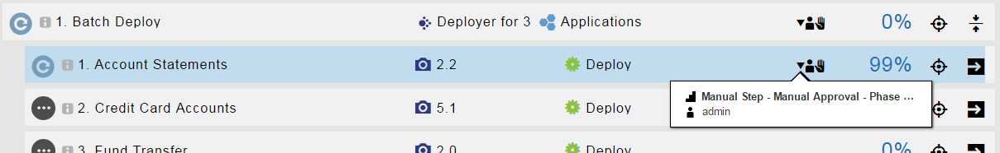 1. Batch Deploy Deployer for 3 Applications 0%
1. Account Statements 2.2 Deploy 99%
Manual Step - Manual Approval - Phase ...
admin
2. Credit Card Accounts 5.1 Deploy
3. Fund Transfer 2.0 Deploy 0%